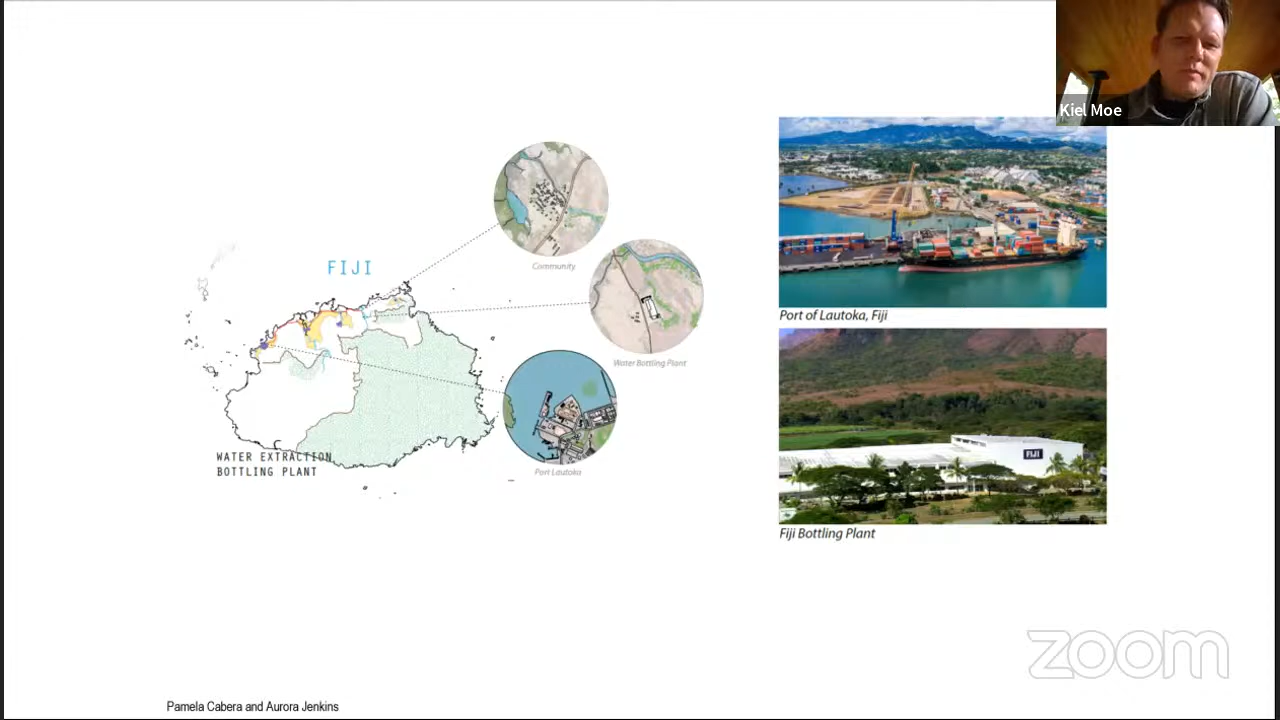 Kiel Moe
FIJI
Community
Water Bottling Plant
Port Lautoka
WATER EXTRACTION
BOTTLING PLANT
Port of Lautoka, Fiji
FIJI
Fiji Bottling Plant
zoom
Pamela Cabera and Aurora Jenkins